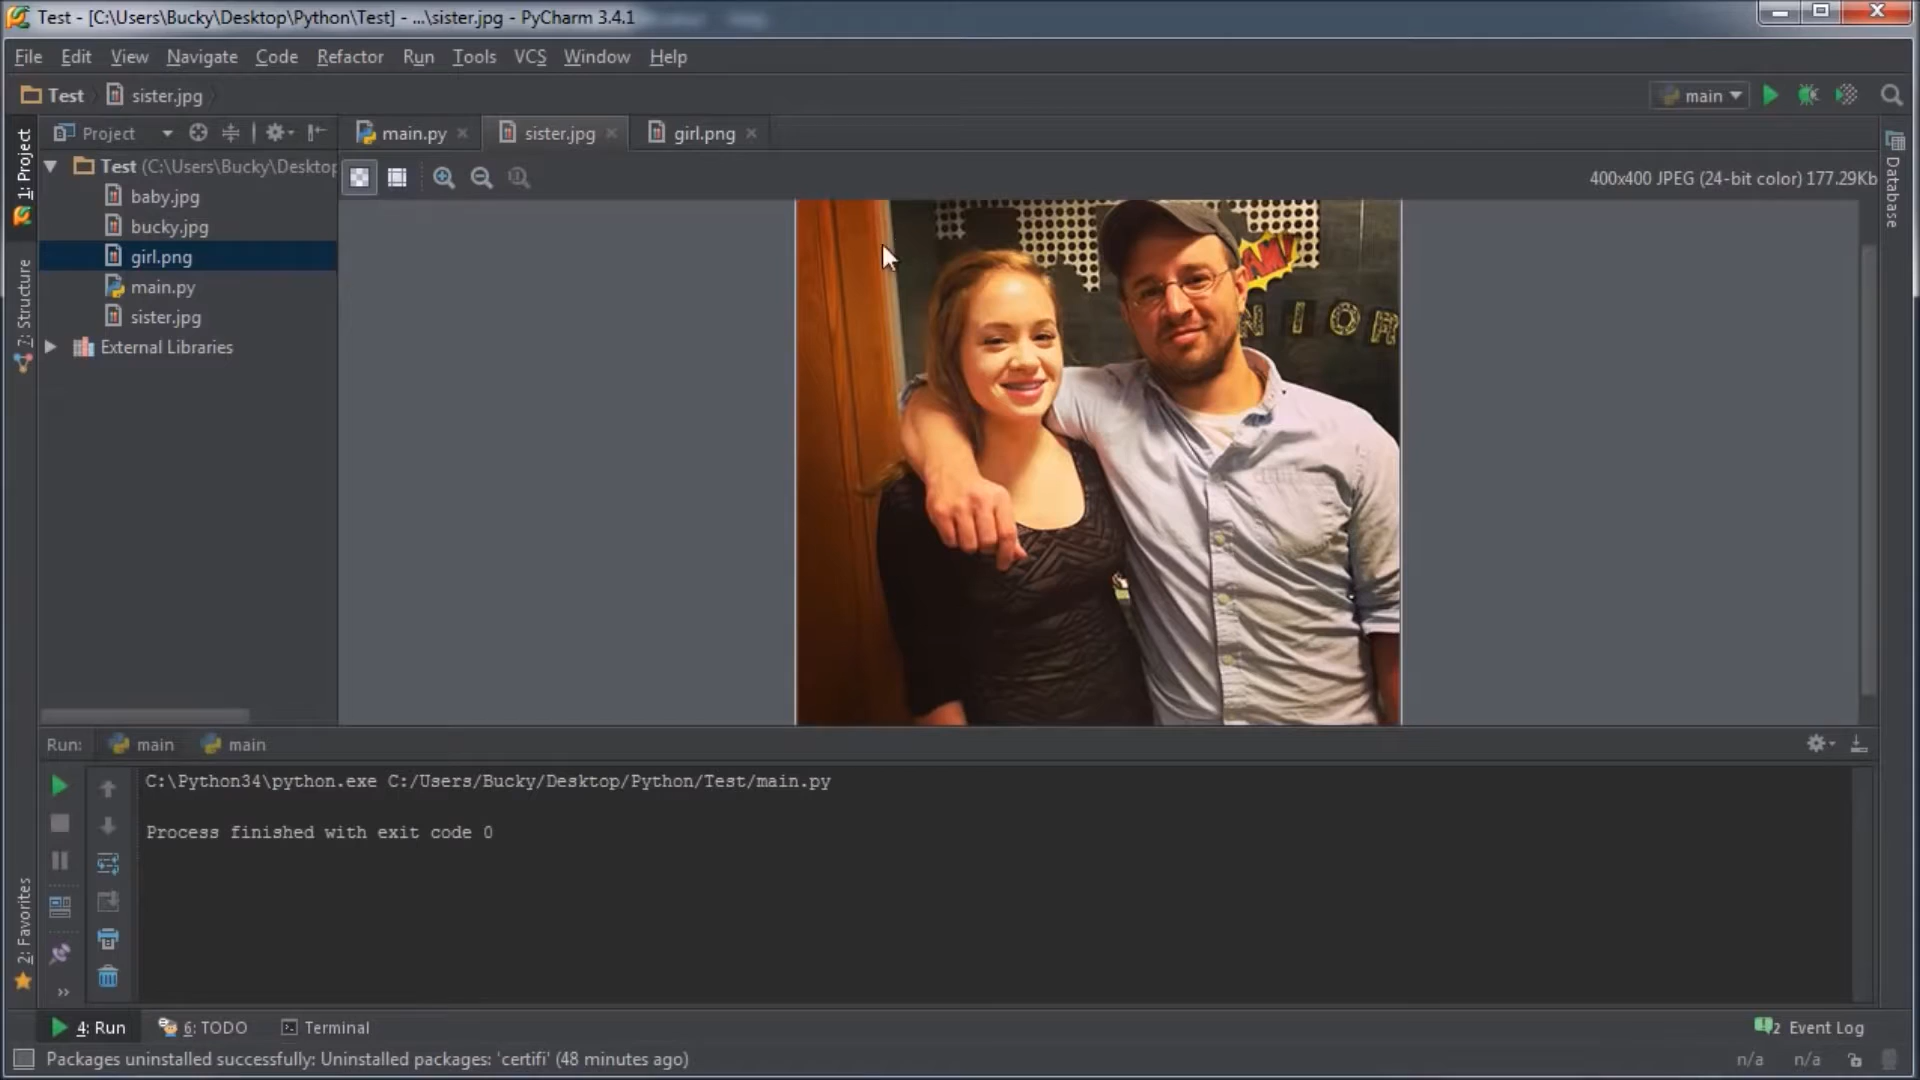 Test - [C:\Users\Bucky\Desktop\Python\Test] - ...\sister.jpg - PyCharm 3.4.1
File Edit View Navigate Code Refactor Run Tools VCS Window Help
Test sister.jpg main
1: Project
Project
main.py sister.jpg girl.png
Test (C:\Users\Bucky\Desktop
400x400 JPEG (24-bit color) 177.29Kb
Database
baby.jpg
bucky.jpg
girl.png
main.py
sister.jpg
External Libraries
7: Structure
NIOR
Run: main main
C:\Python34\python.exe C:/Users/Bucky/Desktop/Python/Test/main.py
Process finished with exit code 0
2: Favorites
4: Run 6: TODO Terminal 2 Event Log
Packages uninstalled successfully: Uninstalled packages: 'certifi' (48 minutes ago) n/a n/a